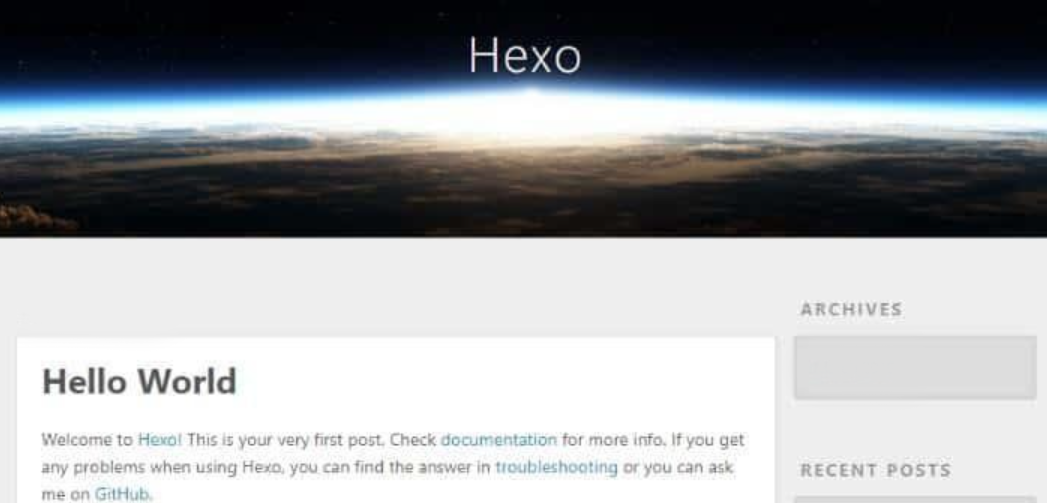 Hexo
ARCHIVES
Hello World
Welcome to Hexo! This is your very first post. Check documentation for more info. If you get
any problems when using Hexo, you can find the answer in troubleshooting or you can ask
me on GitHub.
RECENT POSTS